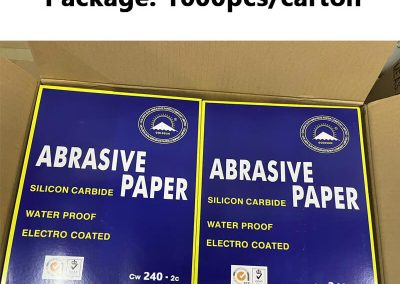 Package: 1000pcs/carton
ABRASIVE
PAPER
SILICON CARBIDE
WATER PROOF
ELECTRO COATED
CW 240 - 2c
ABRASIVE
PAPER
SILICON CARBIDE
WATER PROOF
ELECTRO COATED